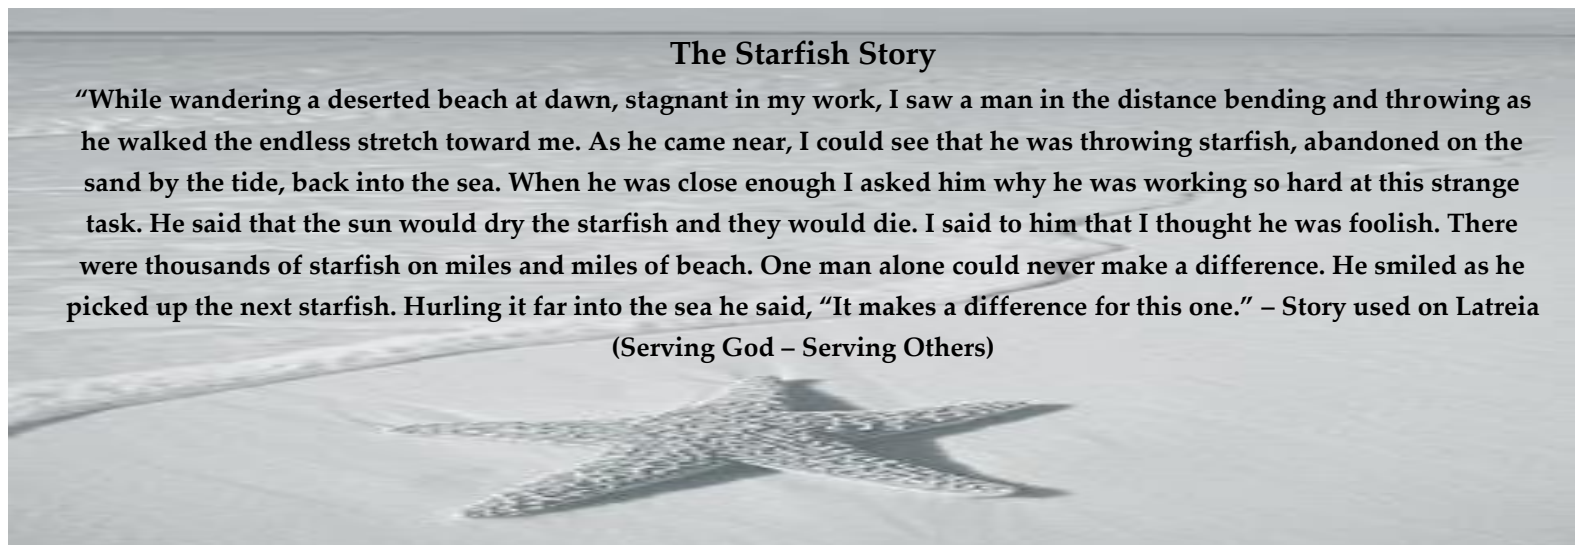 The Starfish Story
“While wandering a deserted beach at dawn, stagnant in my work, I saw a man in the distance bending and throwing as
he walked the endless stretch toward me. As he came near, I could see that he was throwing starfish, abandoned on the
sand by the tide, back into the sea. When he was close enough I asked him why he was working so hard at this strange
task. He said that the sun would dry the starfish and they would die. I said to him that I thought he was foolish. There
were thousands of starfish on miles and miles of beach. One man alone could never make a difference. He smiled as he
picked up the next starfish. Hurling it far into the sea he said, “It makes a difference for this one.” – Story used on Latreia
(Serving God – Serving Others)